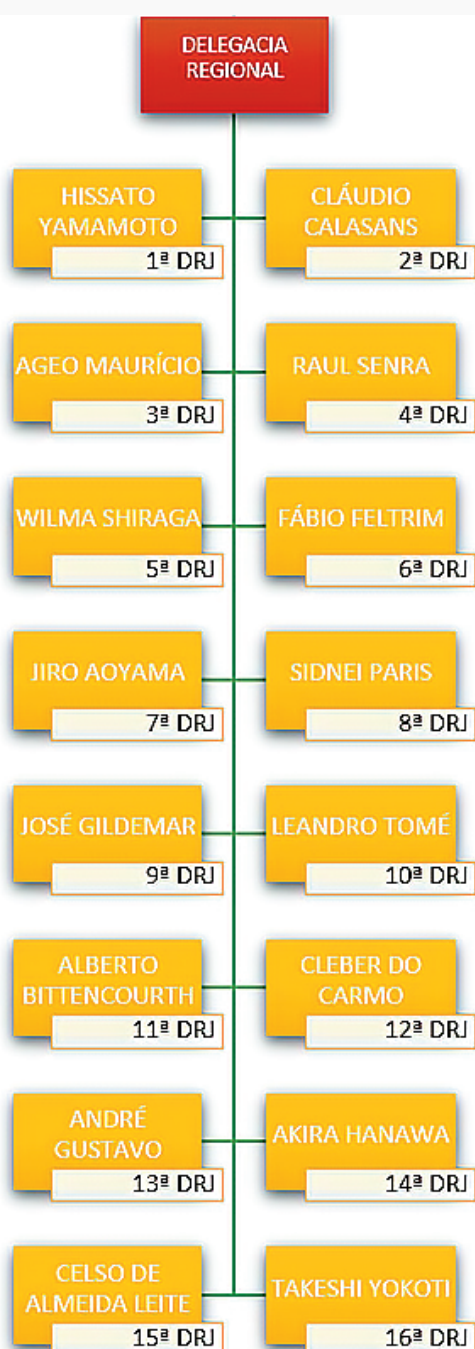 DELEGACIA
REGIONAL
HISSATO
YAMAMOTO
1ª DRJ
CLÁUDIO
CALASANS
2ª DRJ
AGEO MAURÍCIO
3ª DRJ
RAUL SENRA
4ª DRJ
WILMA SHIRAGA
5ª DRJ
FÁBIO FELTRIM
6ª DRJ
JIRO AOYAMA
7ª DRJ
SIDNEI PARIS
8ª DRJ
JOSÉ GILDEMAR
9ª DRJ
LEANDRO TOMÉ
10ª DRJ
ALBERTO
BITTENCOURTH
11ª DRJ
CLEBER DO
CARMO
12ª DRJ
ANDRÉ
GUSTAVO
13ª DRJ
AKIRA HANAWA
14ª DRJ
CELSO DE
ALMEIDA LEITE
15ª DRJ
TAKESHI YOKOTI
16ª DRJ